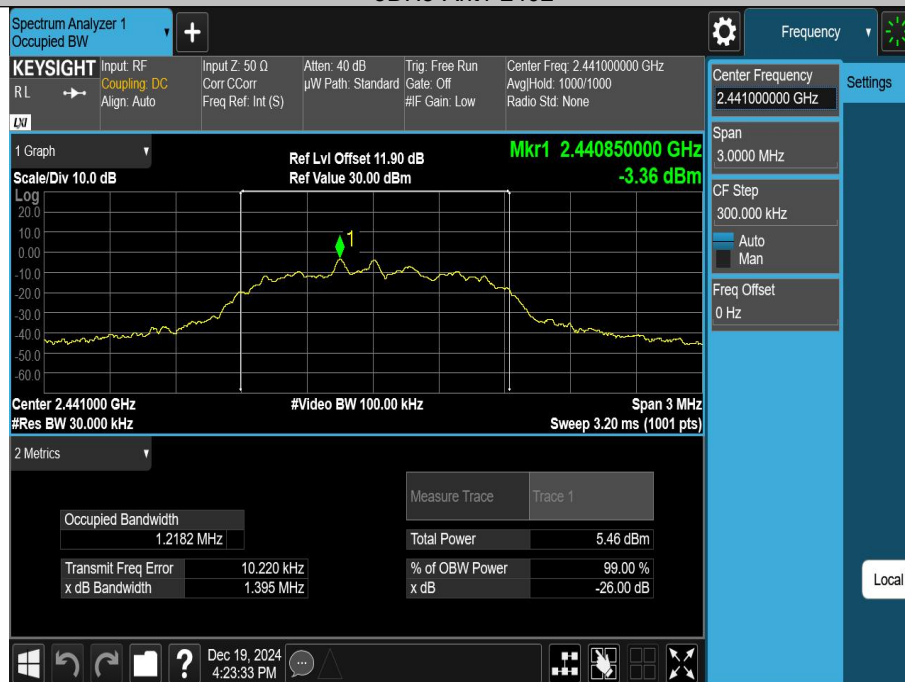 Spectrum Analyzer 1
Occupied BW
Frequency
KEYSIGHT
RL
LXI
Input: RF
Coupling: DC
Align: Auto
Input Z: 50 Ω
Corr CCorr
Freq Ref: Int (S)
Atten: 40 dB
µW Path: Standard
Trig: Free Run
Gate: Off
#IF Gain: Low
Center Freq: 2.441000000 GHz
Avg|Hold: 1000/1000
Radio Std: None
Center Frequency
2.441000000 GHz
Settings
Span
3.0000 MHz
CF Step
300.000 kHz
Auto
Man
Freq Offset
0 Hz
Local
1 Graph
Scale/Div 10.0 dB
Ref Lvl Offset 11.90 dB
Ref Value 30.00 dBm
Mkr1 2.440850000 GHz
-3.36 dBm
Log
20.0
10.0
0.00
-10.0
-20.0
-30.0
-40.0
-50.0
-60.0
1
Center 2.441000 GHz
#Video BW 100.00 kHz
Span 3 MHz
#Res BW 30.000 kHz
Sweep 3.20 ms (1001 pts)
2 Metrics
Measure Trace Trace 1
Occupied Bandwidth
1.2182 MHz
Total Power 5.46 dBm
Transmit Freq Error 10.220 kHz
% of OBW Power 99.00 %
x dB Bandwidth 1.395 MHz
x dB -26.00 dB
?
Dec 19, 2024
4:23:33 PM